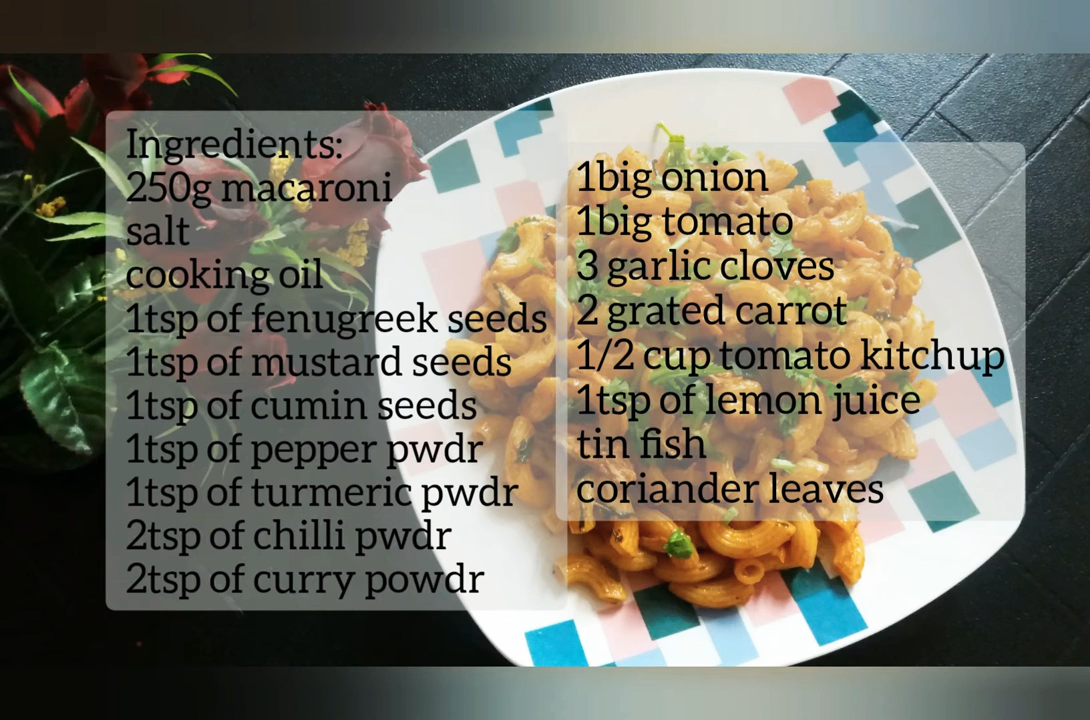 Ingredients:
250g macaroni
salt
cooking oil
1tsp of fenugreek seeds
1tsp of mustard seeds
1tsp of cumin seeds
1tsp of pepper pwdr
1tsp of turmeric pwdr
2tsp of chilli pwdr
2tsp of curry powdr
1big onion
1big tomato
3 garlic cloves
2 grated carrot
1/2 cup tomato kitchup
1tsp of lemon juice
tin fish
coriander leaves